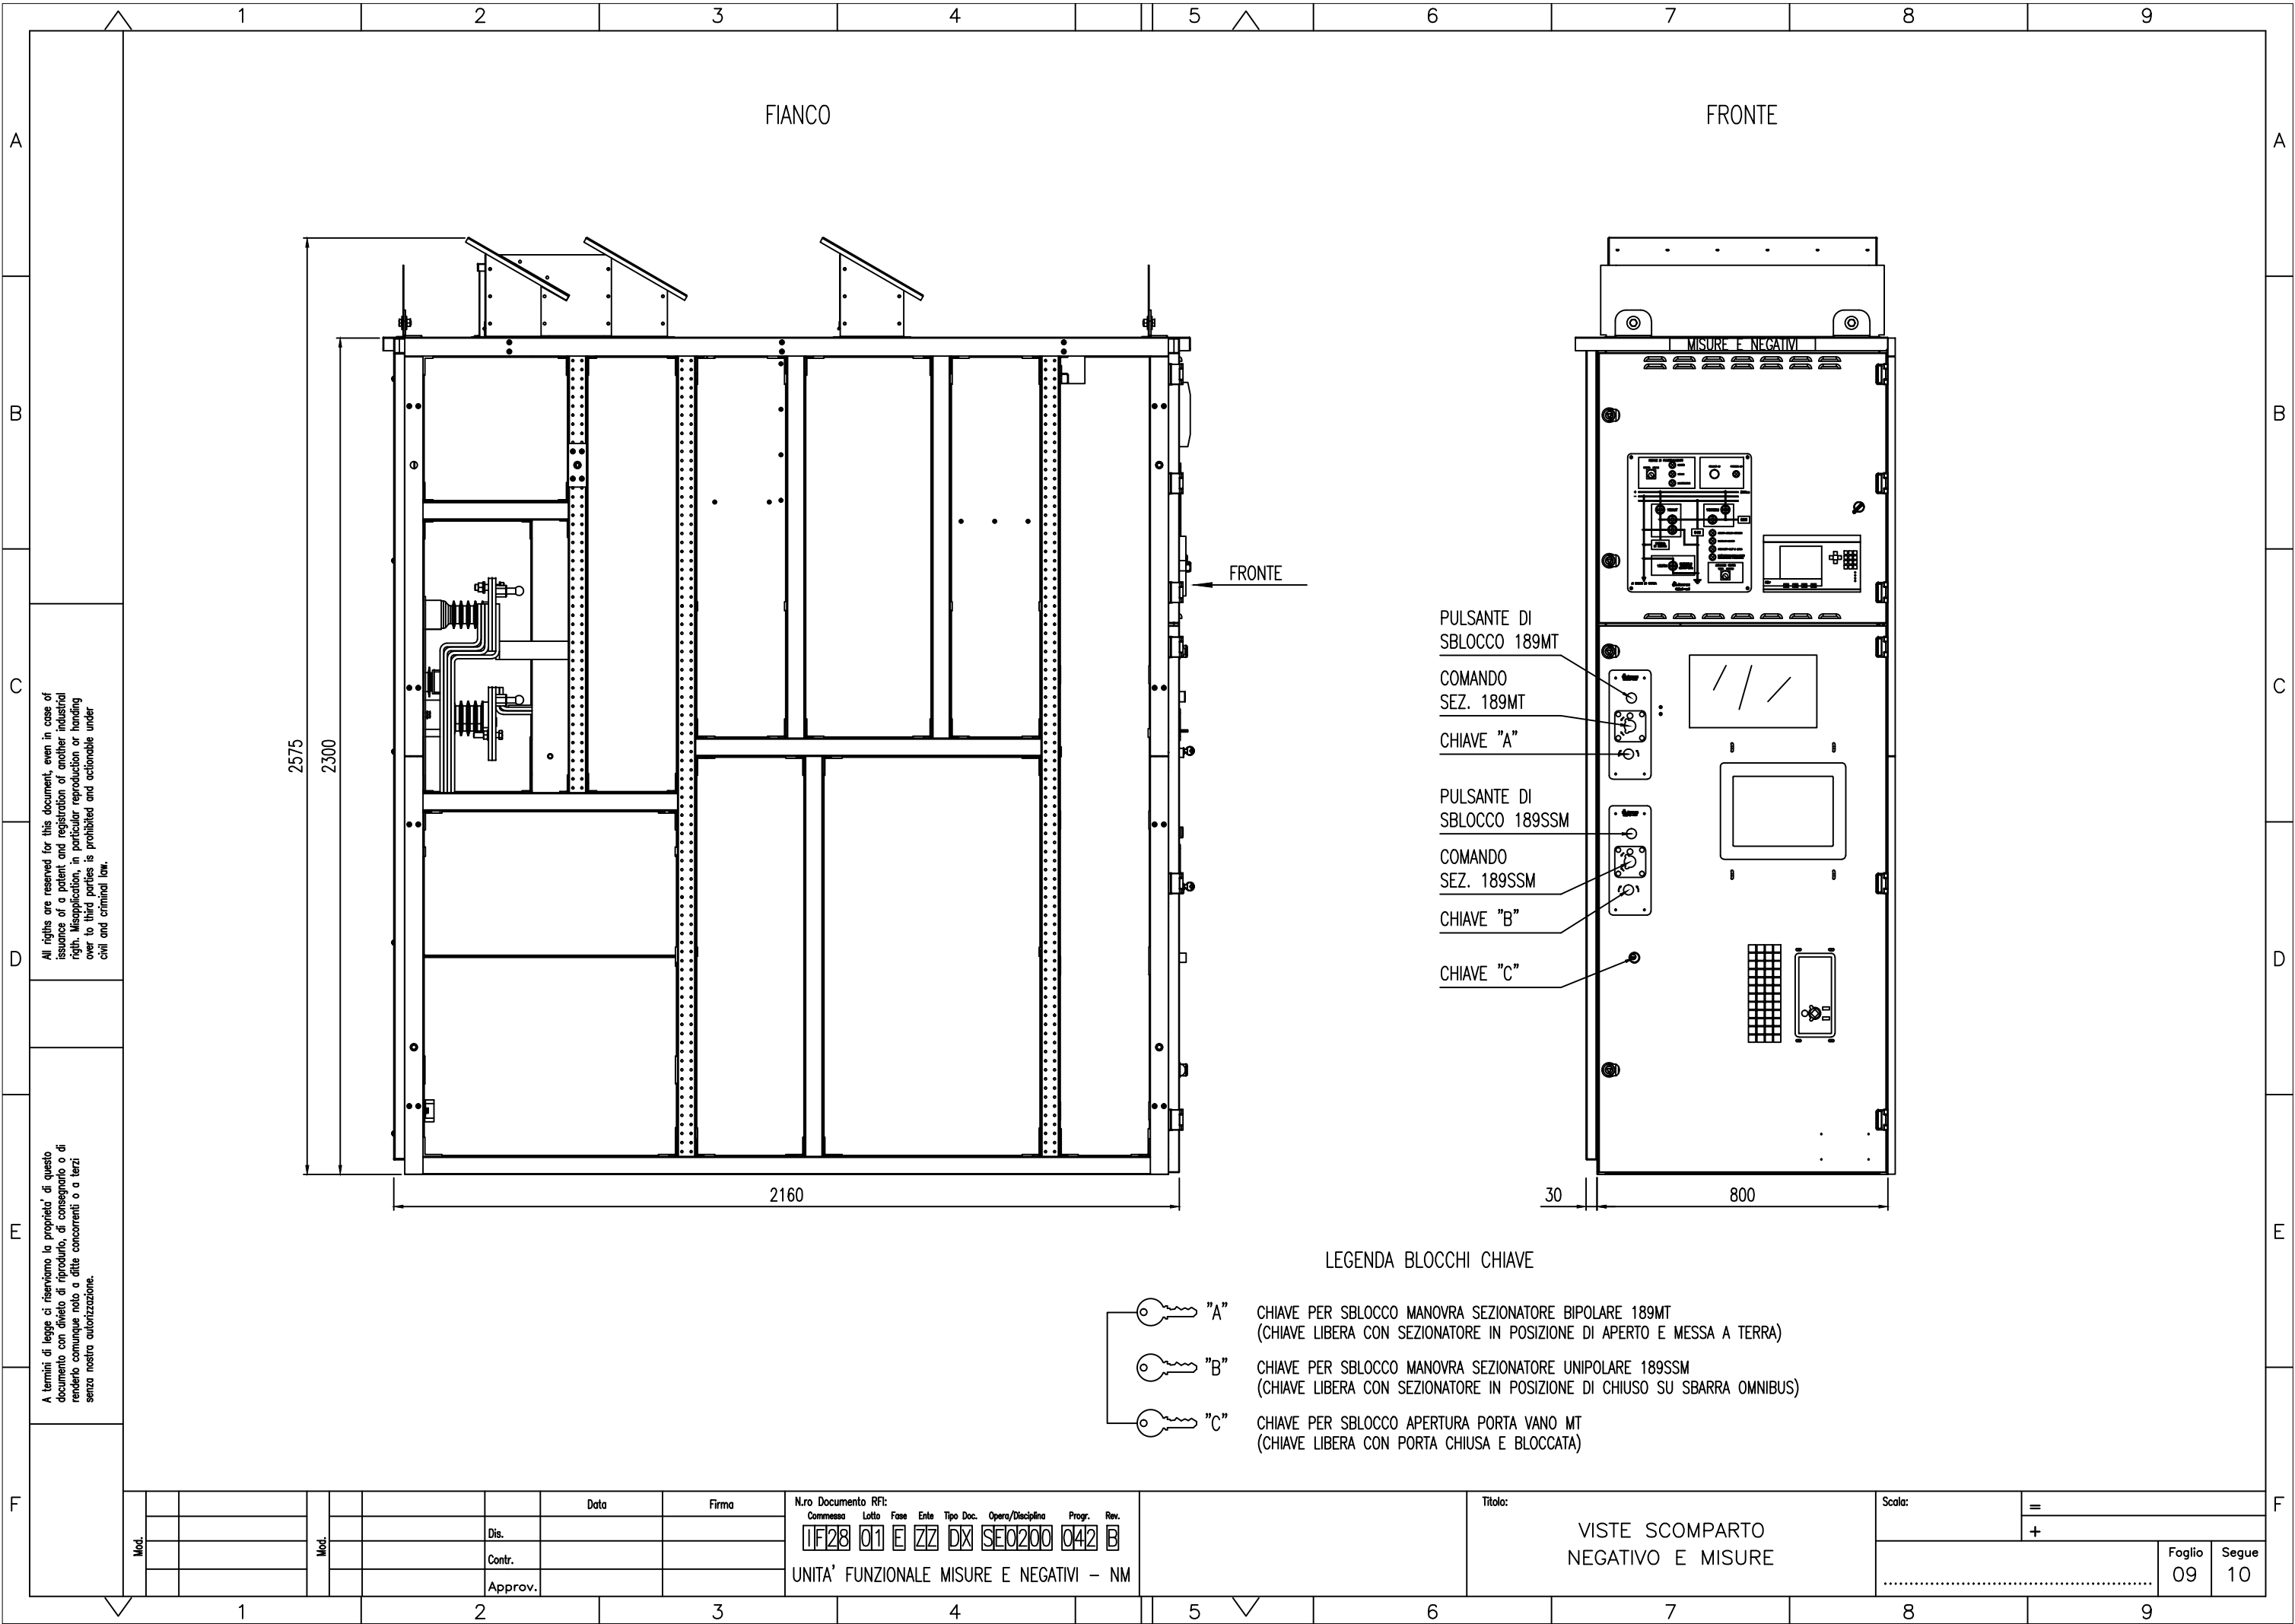 1 2 3 4 5 6 7 8 9
A A
B B
C C
D D
E E
F F
FIANCO
FRONTE
2575
2300
2160
FRONTE
MISURE E NEGATIVI
PULSANTE DI
SBLOCCO 189MT
COMANDO
SEZ. 189MT
CHIAVE "A"
PULSANTE DI
SBLOCCO 189SSM
COMANDO
SEZ. 189SSM
CHIAVE "B"
CHIAVE "C"
30
800
LEGENDA BLOCCHI CHIAVE
"A" CHIAVE PER SBLOCCO MANOVRA SEZIONATORE BIPOLARE 189MT
(CHIAVE LIBERA CON SEZIONATORE IN POSIZIONE DI APERTO E MESSA A TERRA)
"B" CHIAVE PER SBLOCCO MANOVRA SEZIONATORE UNIPOLARE 189SSM
(CHIAVE LIBERA CON SEZIONATORE IN POSIZIONE DI CHIUSO SU SBARRA OMNIBUS)
"C" CHIAVE PER SBLOCCO APERTURA PORTA VANO MT
(CHIAVE LIBERA CON PORTA CHIUSA E BLOCCATA)
All rigths are reserved for this document, even in case of
issuance of a patent and registration of another industrial
rigth. Misapplication, in particular reproduction or handing
over to third parties is prohibited and actionable under
civil and criminal law.
A termini di legge ci riserviamo la proprieta' di questo
documento con divieto di riprodurlo, di consegnarlo o di
renderlo comunque noto a ditte concorrenti o a terzi
senza nostra autorizzazione.
Mod.
Mod.
Data Firma
Dis.
Contr.
Approv.
N.ro Documento RFI:
Commessa Lotto Fase Ente Tipo Doc. Opera/Disciplina Progr. Rev.
IF28 01 E ZZ DX SE0200 042 B
UNITA' FUNZIONALE MISURE E NEGATIVI – NM
Titolo:
VISTE SCOMPARTO
NEGATIVO E MISURE
Scala:
=
+
Foglio Segue
09 10
1 2 3 4 5 6 7 8 9